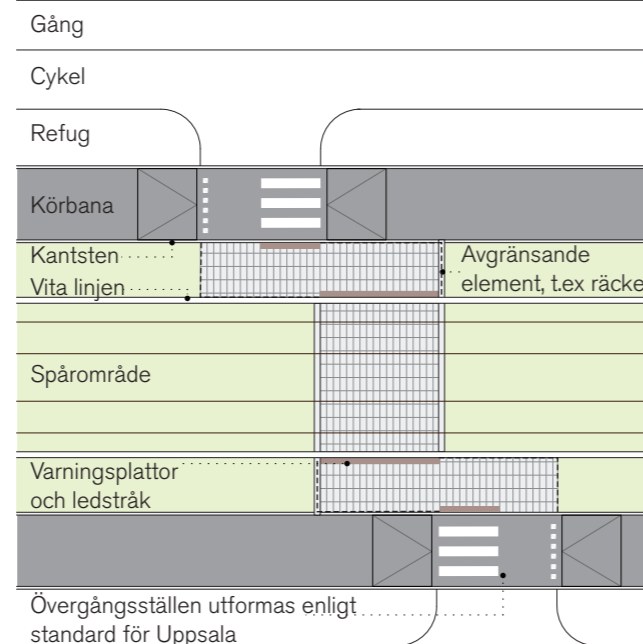 Gång
Cykel
Refug
Körbana
Kantsten
Vita linjen
Avgränsande
element, t.ex räcke
Spårområde
Varningsplattor
och ledstråk
Övergångsställen utformas enligt
standard för Uppsala